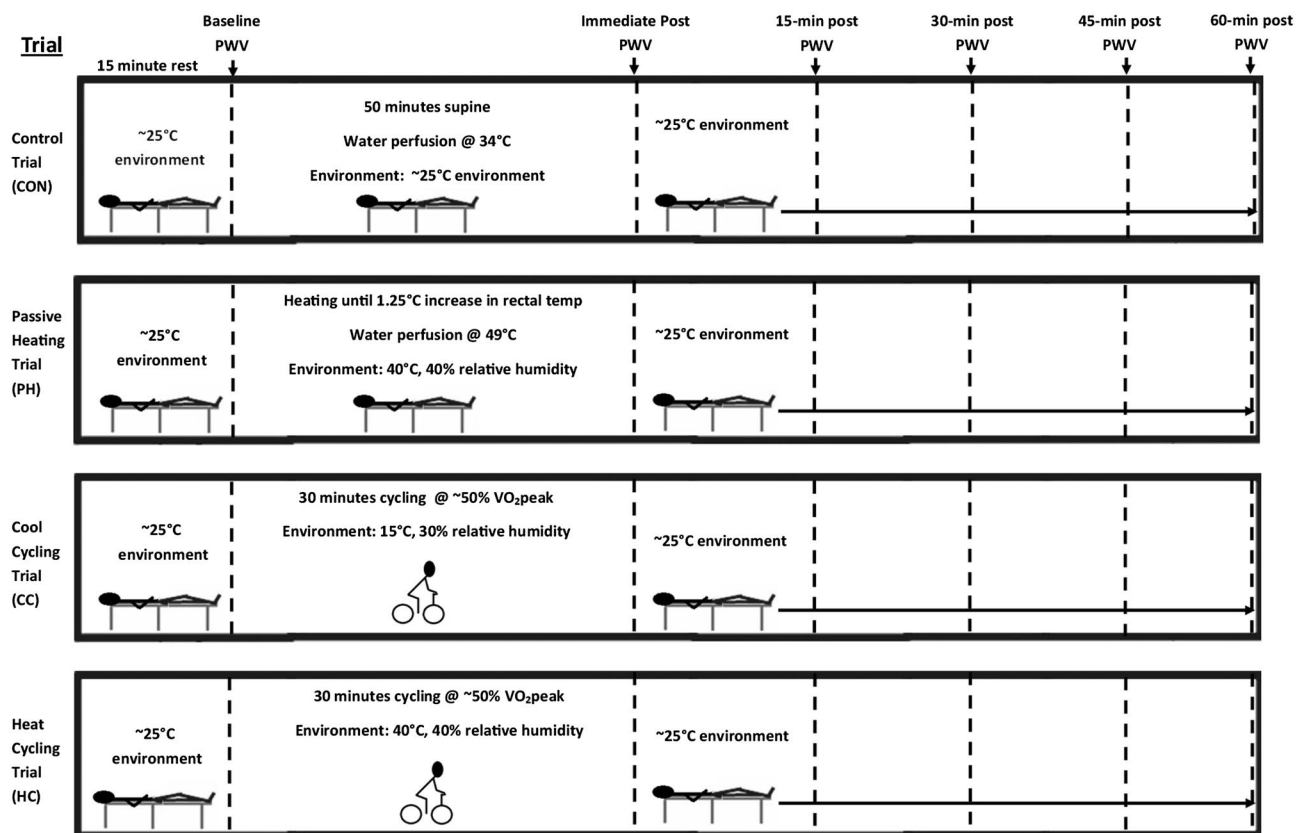 Trial
Baseline
PWV
Immediate Post
PWV
15-min post
PWV
30-min post
PWV
45-min post
PWV
60-min post
PWV
15 minute rest
Control
Trial
(CON)
~25°C
environment
50 minutes supine
Water perfusion @ 34°C
Environment: ~25°C environment
~25°C environment
Passive
Heating
Trial
(PH)
~25°C
environment
Heating until 1.25°C increase in rectal temp
Water perfusion @ 49°C
Environment: 40°C, 40% relative humidity
~25°C environment
Cool
Cycling
Trial
(CC)
~25°C
environment
30 minutes cycling @ ~50% VO₂peak
Environment: 15°C, 30% relative humidity
~25°C environment
Heat
Cycling
Trial
(HC)
~25°C
environment
30 minutes cycling @ ~50% VO₂peak
Environment: 40°C, 40% relative humidity
~25°C environment